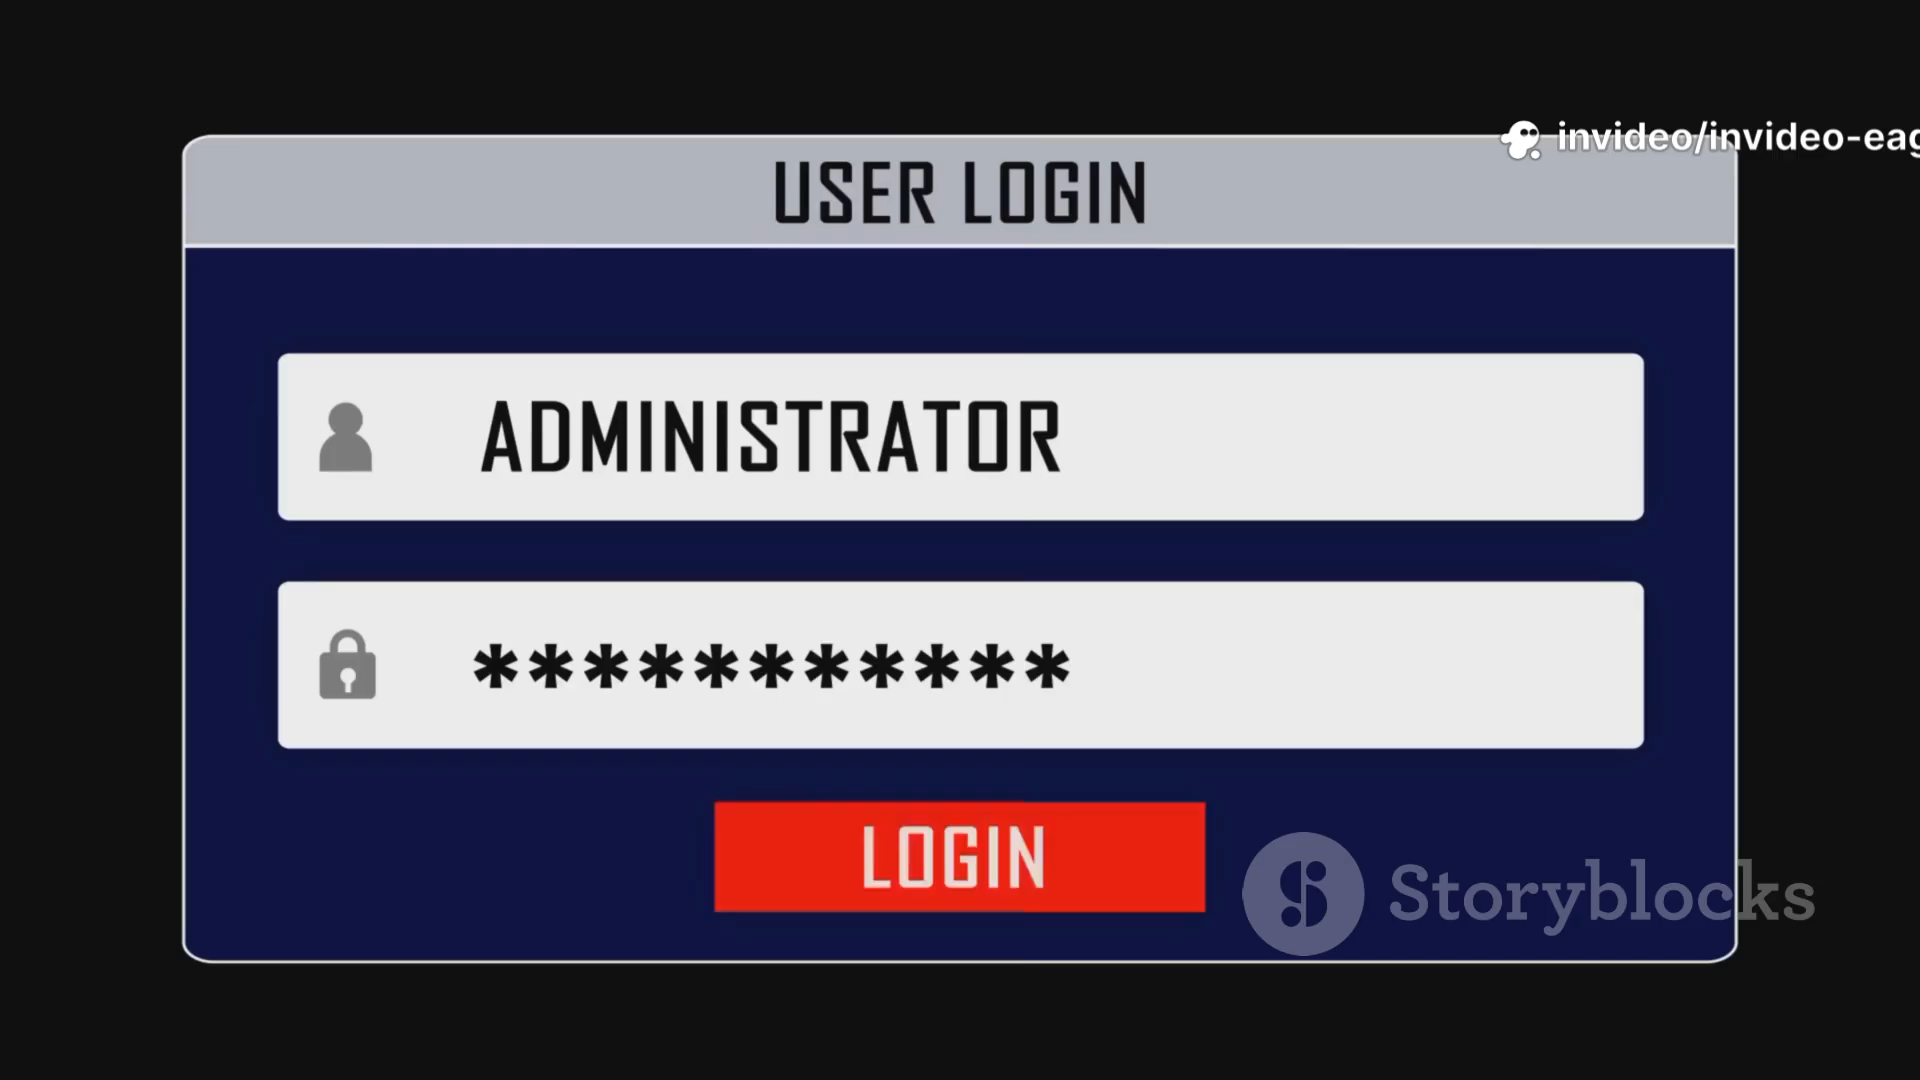 invideo/invideo-eag
USER LOGIN
ADMINISTRATOR
***********
LOGIN
Storyblocks